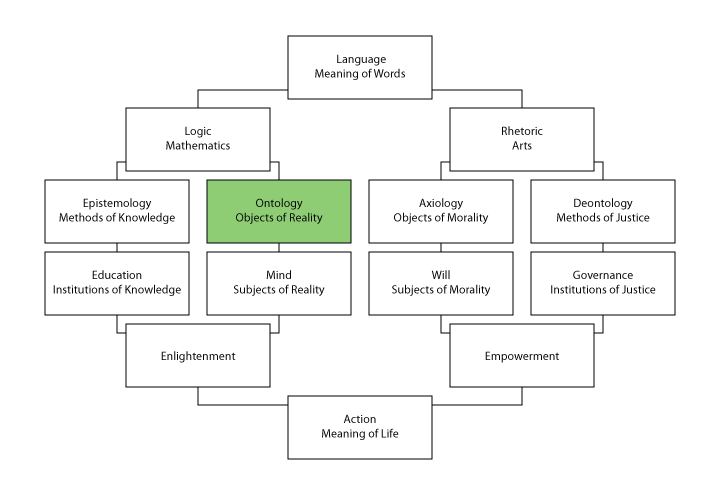 Language
Meaning of Words
Logic
Mathematics
Rhetoric
Arts
Epistemology
Methods of Knowledge
Ontology
Objects of Reality
Axiology
Objects of Morality
Deontology
Methods of Justice
Education
Institutions of Knowledge
Mind
Subjects of Reality
Will
Subjects of Morality
Governance
Institutions of Justice
Enlightenment
Empowerment
Action
Meaning of Life